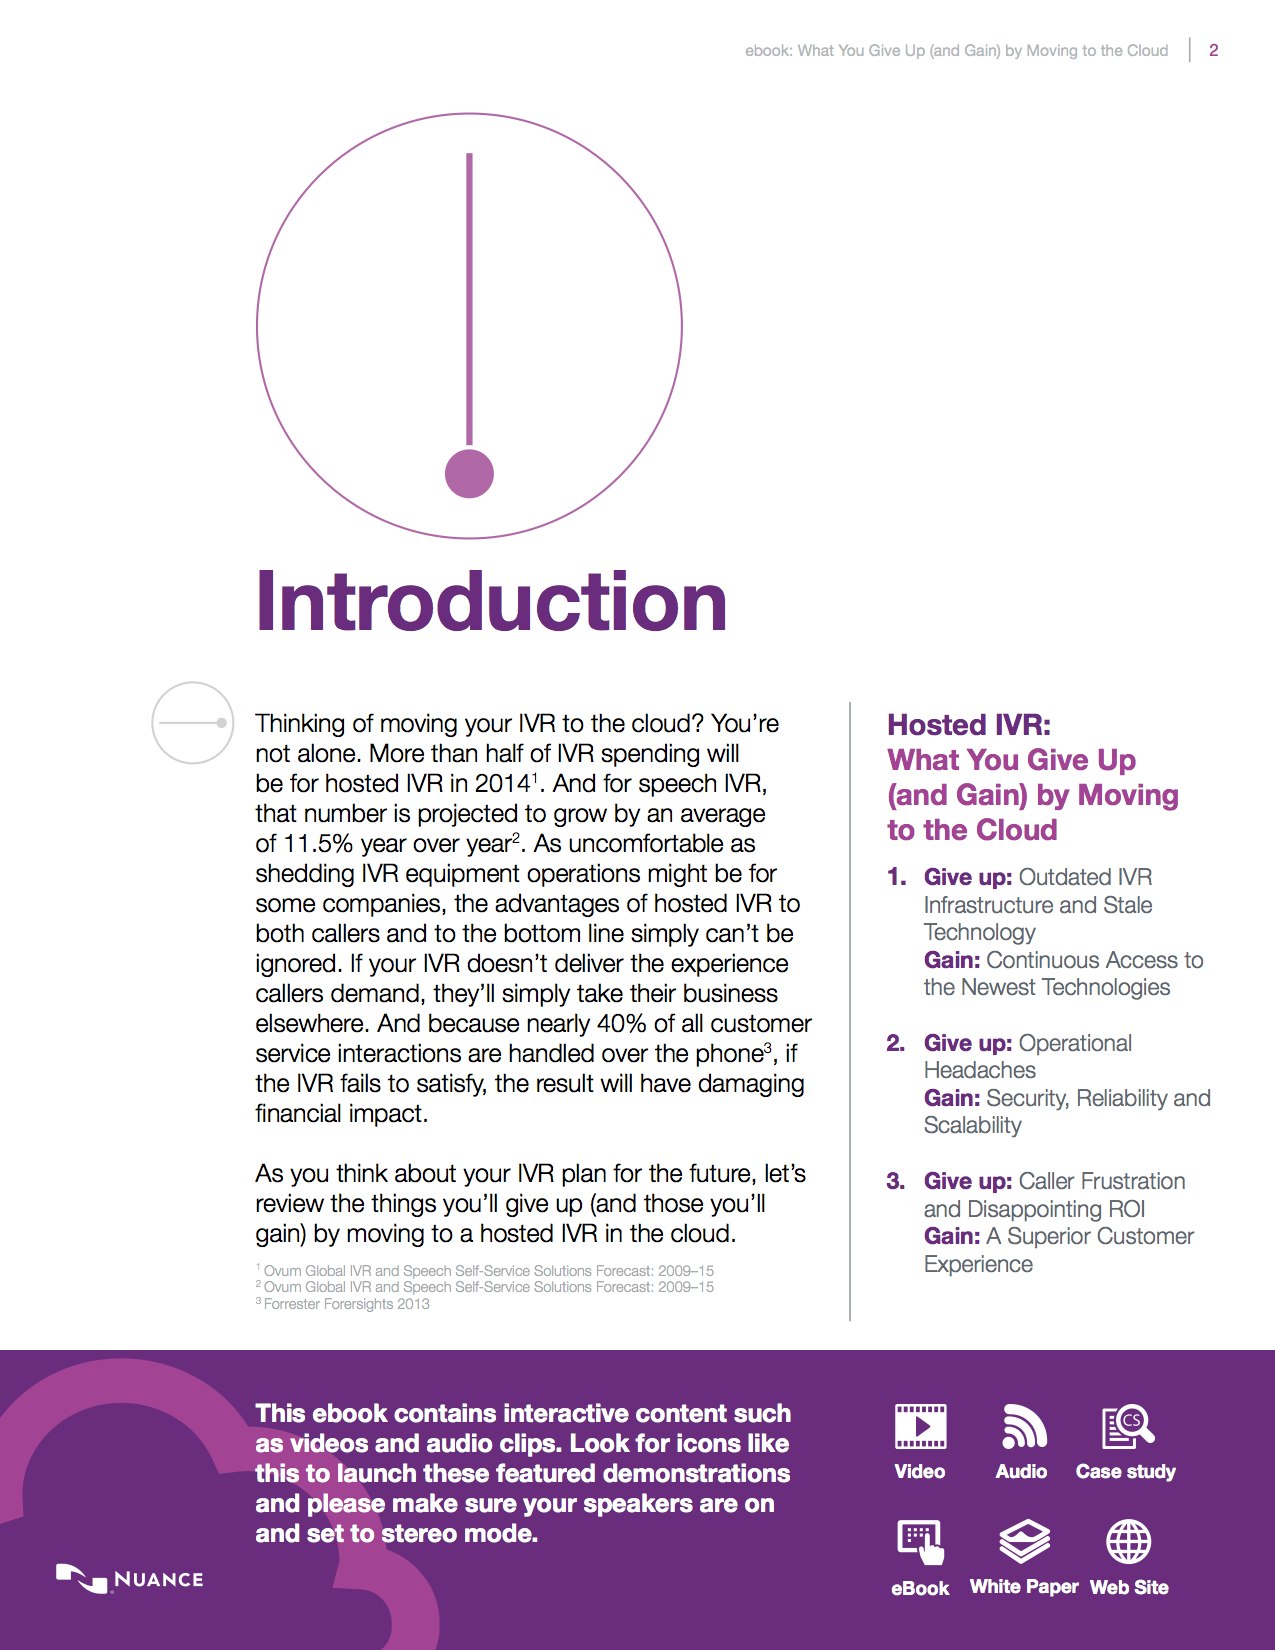 ebook: What You Give Up (and Gain) by Moving to the Cloud 2
Introduction
Thinking of moving your IVR to the cloud? You’re
not alone. More than half of IVR spending will
be for hosted IVR in 2014¹. And for speech IVR,
that number is projected to grow by an average
of 11.5% year over year². As uncomfortable as
shedding IVR equipment operations might be for
some companies, the advantages of hosted IVR to
both callers and to the bottom line simply can’t be
ignored. If your IVR doesn’t deliver the experience
callers demand, they’ll simply take their business
elsewhere. And because nearly 40% of all customer
service interactions are handled over the phone³, if
the IVR fails to satisfy, the result will have damaging
financial impact.
As you think about your IVR plan for the future, let’s
review the things you’ll give up (and those you’ll
gain) by moving to a hosted IVR in the cloud.
¹ Ovum Global IVR and Speech Self-Service Solutions Forecast: 2009–15
² Ovum Global IVR and Speech Self-Service Solutions Forecast: 2009–15
³ Forrester Forersights 2013
Hosted IVR:
What You Give Up
(and Gain) by Moving
to the Cloud
1. Give up: Outdated IVR
Infrastructure and Stale
Technology
Gain: Continuous Access to
the Newest Technologies
2. Give up: Operational
Headaches
Gain: Security, Reliability and
Scalability
3. Give up: Caller Frustration
and Disappointing ROI
Gain: A Superior Customer
Experience
This ebook contains interactive content such
as videos and audio clips. Look for icons like
this to launch these featured demonstrations
and please make sure your speakers are on
and set to stereo mode.
CS
Video Audio Case study
eBook White Paper Web Site
NUANCE